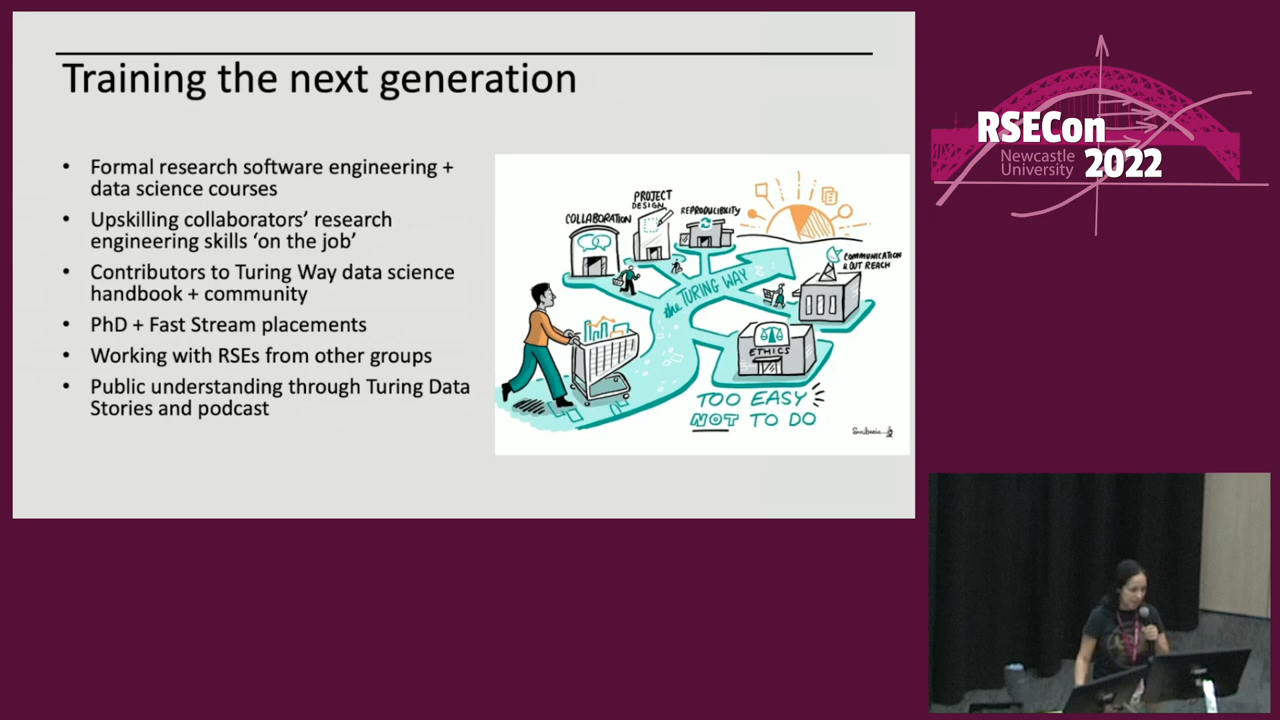 Training the next generation
• Formal research software engineering +
data science courses
• Upskilling collaborators’ research
engineering skills ‘on the job’
• Contributors to Turing Way data science
handbook + community
• PhD + Fast Stream placements
• Working with RSEs from other groups
• Public understanding through Turing Data
Stories and podcast
COLLABORATION
PROJECT
DESIGN
REPRODUCIBILITY
COMMUNICATION
& OUT REACH
the TURING WAY
ETHICS
TOO EASY
NOT TO DO
RSECon
Newcastle
University
2022